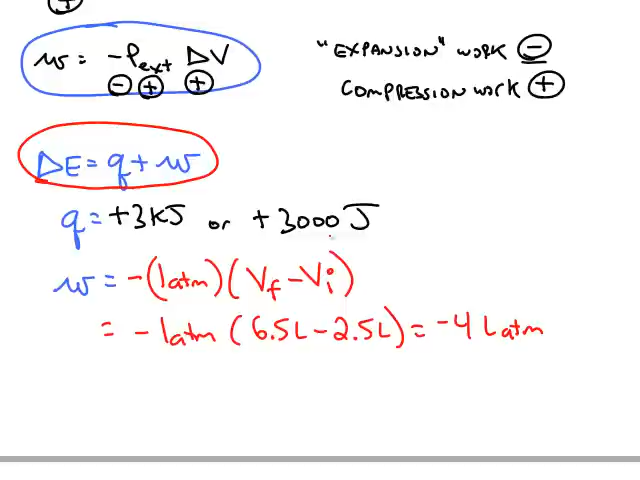 w = -Pext ΔV
⊖ ⊕ ⊕
"EXPANSION" WORK ⊖
COMPRESSION WORK ⊕
ΔE = q + w
q = +3KJ or +3000 J
w = -(1atm)(Vf - Vi)
= -1atm (6.5L - 2.5L) = -4 L atm